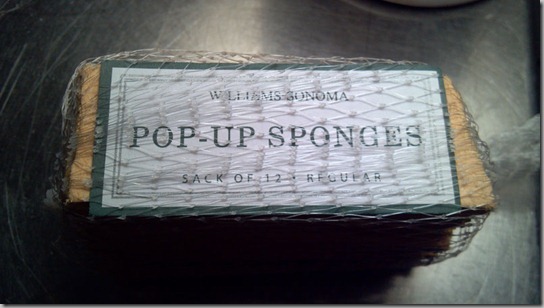 WILLIAMS-SONOMA
POP-UP SPONGES
SACK OF 12 • REGULAR